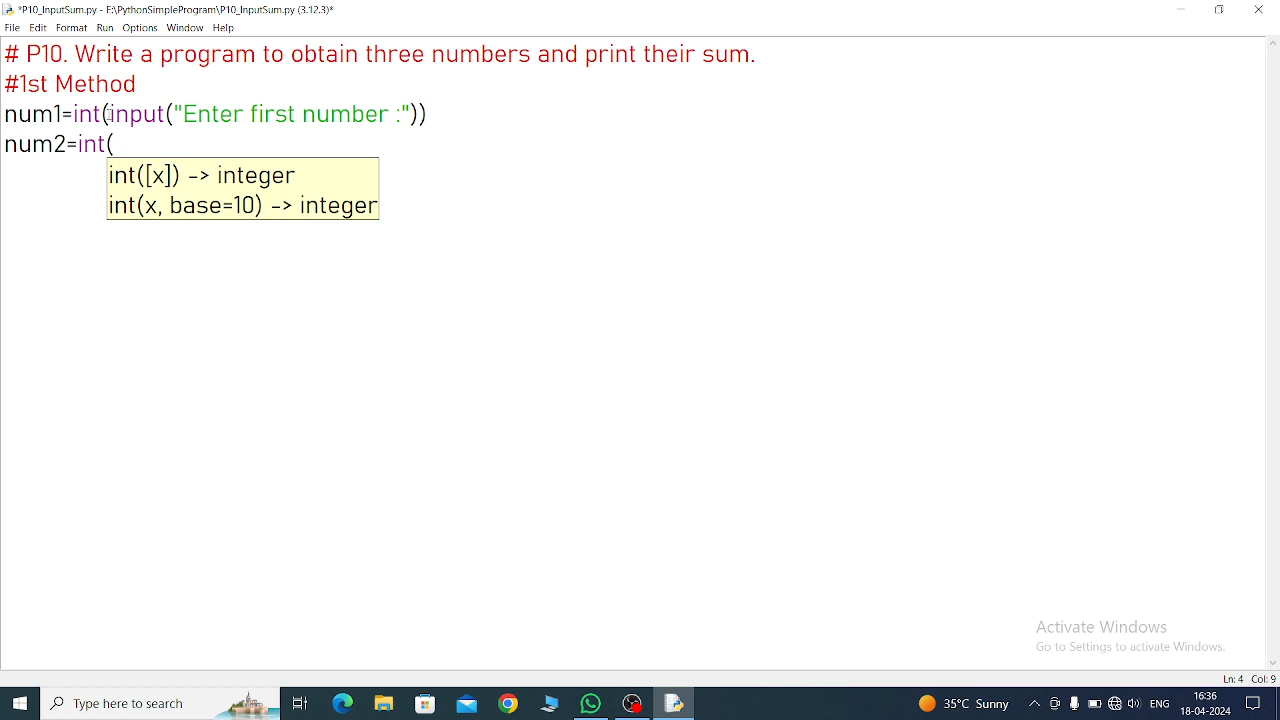 *P10_InputSum.py - E:\PythonSimpleProgram\P10_InputSum.py (3.12.3)*
File Edit Format Run Options Window Help
# P10. Write a program to obtain three numbers and print their sum.
#1st Method
num1=int(input("Enter first number :"))
num2=int(
int([x]) -> integer
int(x, base=10) -> integer
Activate Windows
Go to Settings to activate Windows.
Ln: 4 Col: 9
Type here to search
35°C Sunny
ENG
16:36
18-04-2024